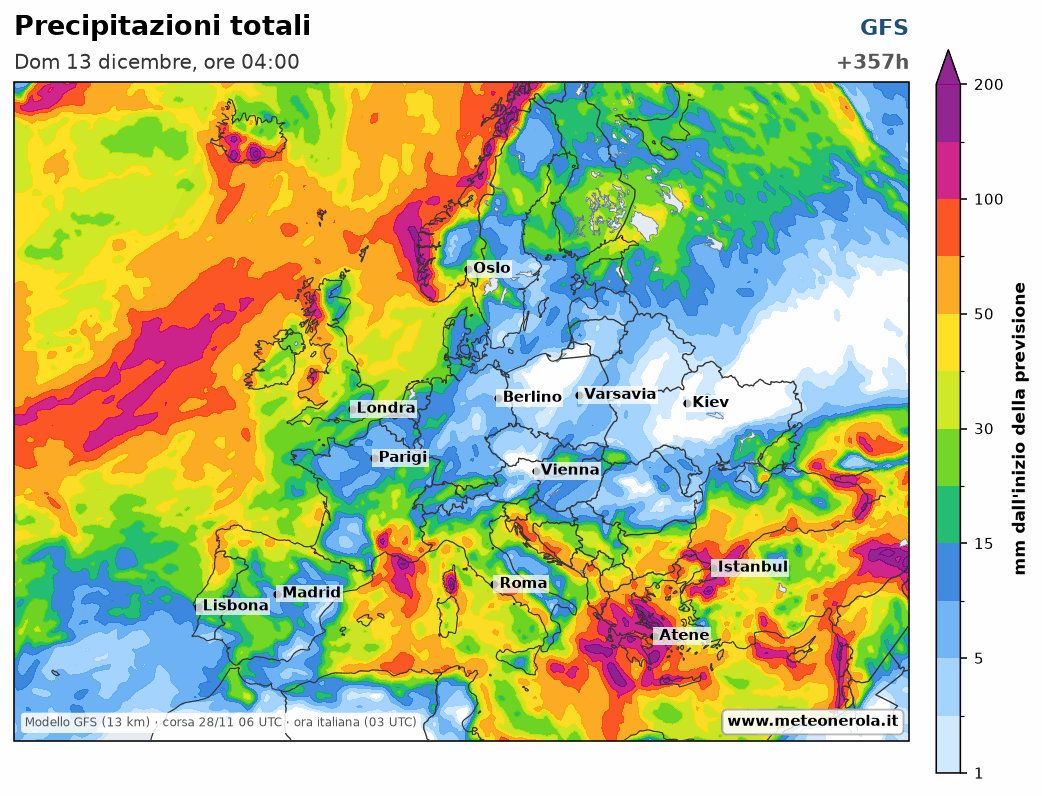 Precipitazioni totali
GFS
Dom 13 dicembre, ore 04:00
+357h
200
100
50
30
15
5
1
mm dall'inizio della previsione
Oslo
Berlino
Varsavia
Kiev
Londra
Parigi
Vienna
Istanbul
Roma
Madrid
Lisbona
Atene
Modello GFS (13 km) · corsa 28/11 06 UTC · ora italiana (03 UTC)
www.meteonerola.it